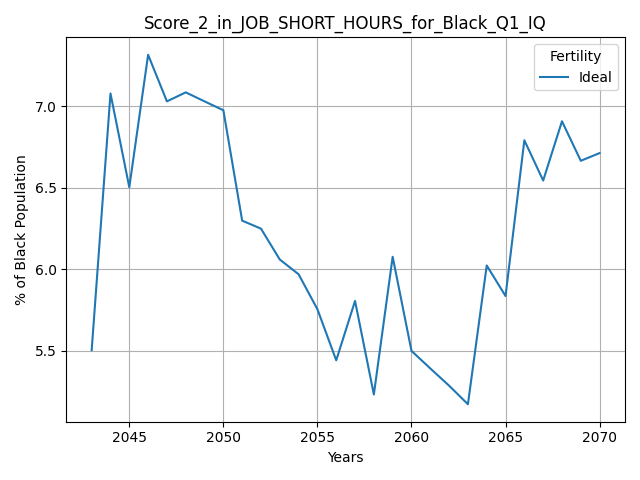 Score_2_in_JOB_SHORT_HOURS_for_Black_Q1_IQ
Fertility
Ideal
% of Black Population
7.0
6.5
6.0
5.5
2045 2050 2055 2060 2065 2070
Years